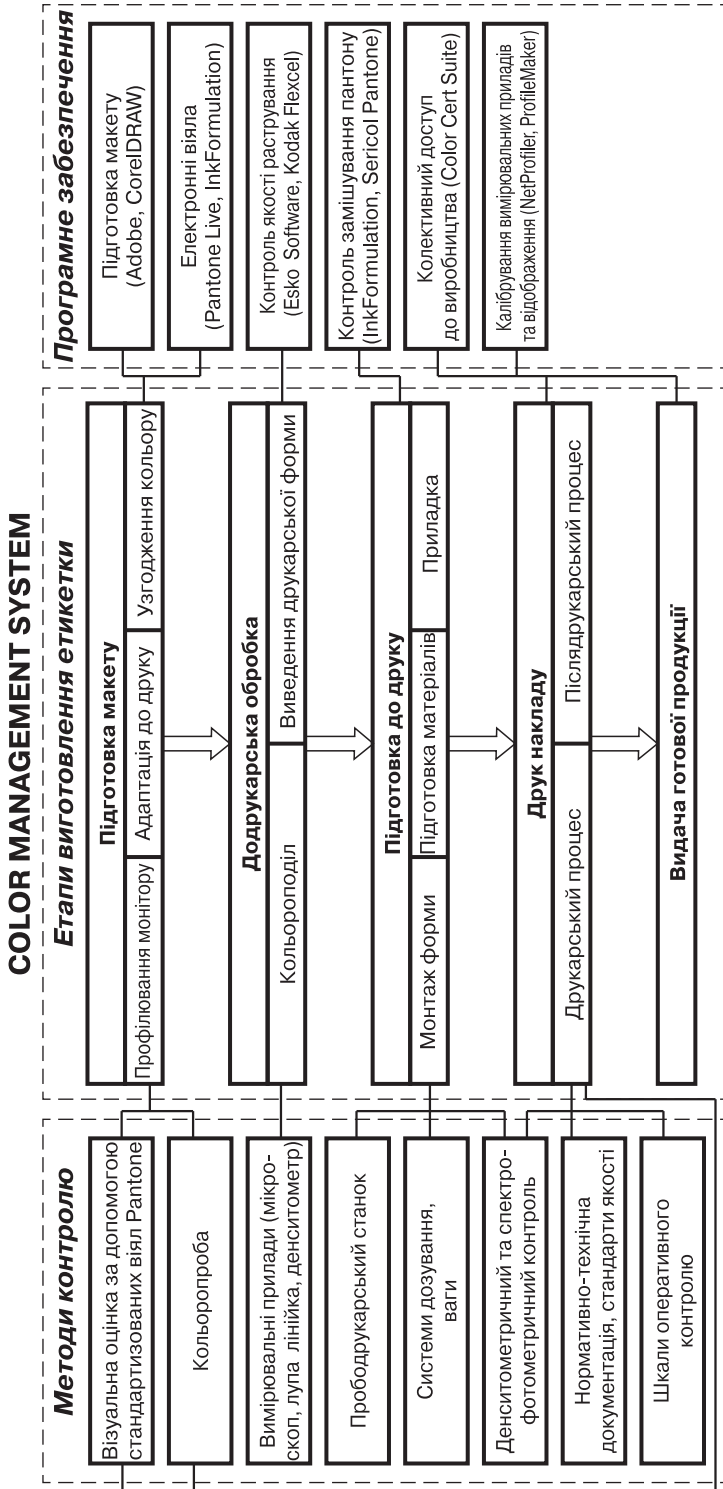 COLOR MANAGEMENT SYSTEM
Методи контролю
Візуальна оцінка за допомогою
стандартизованих віял Pantone
Кольоропроба
Вимірювальні прилади (мікро-
скоп, лупа лінійка, денситометр)
Прободрукарський станок
Системи дозування,
ваги
Денситометричний та спектро-
фотометричний контроль
Нормативно-технічна
документація, стандарти якості
Шкали оперативного
контролю
Етапи виготовлення етикетки
Підготовка макету
Профілювання монітору
Адаптація до друку
Узгодження кольору
Додрукарська обробка
Кольороподіл
Виведення друкарської форми
Підготовка до друку
Монтаж форми
Підготовка матеріалів
Приладка
Друк накладу
Друкарський процес
Післядрукарський процес
Видача готової продукції
Програмне забезпечення
Підготовка макету
(Adobe, CorelDRAW)
Електронні віяла
(Pantone Live, InkFormulation)
Контроль якості растрування
(Esko Software, Kodak Flexcel)
Контроль замішування пантону
(InkFormulation, Sericol Pantone)
Колективний доступ
до виробництва (Color Cert Suite)
Калібрування вимірювальних приладів
та відображення (NetProfiler, ProfileMaker)